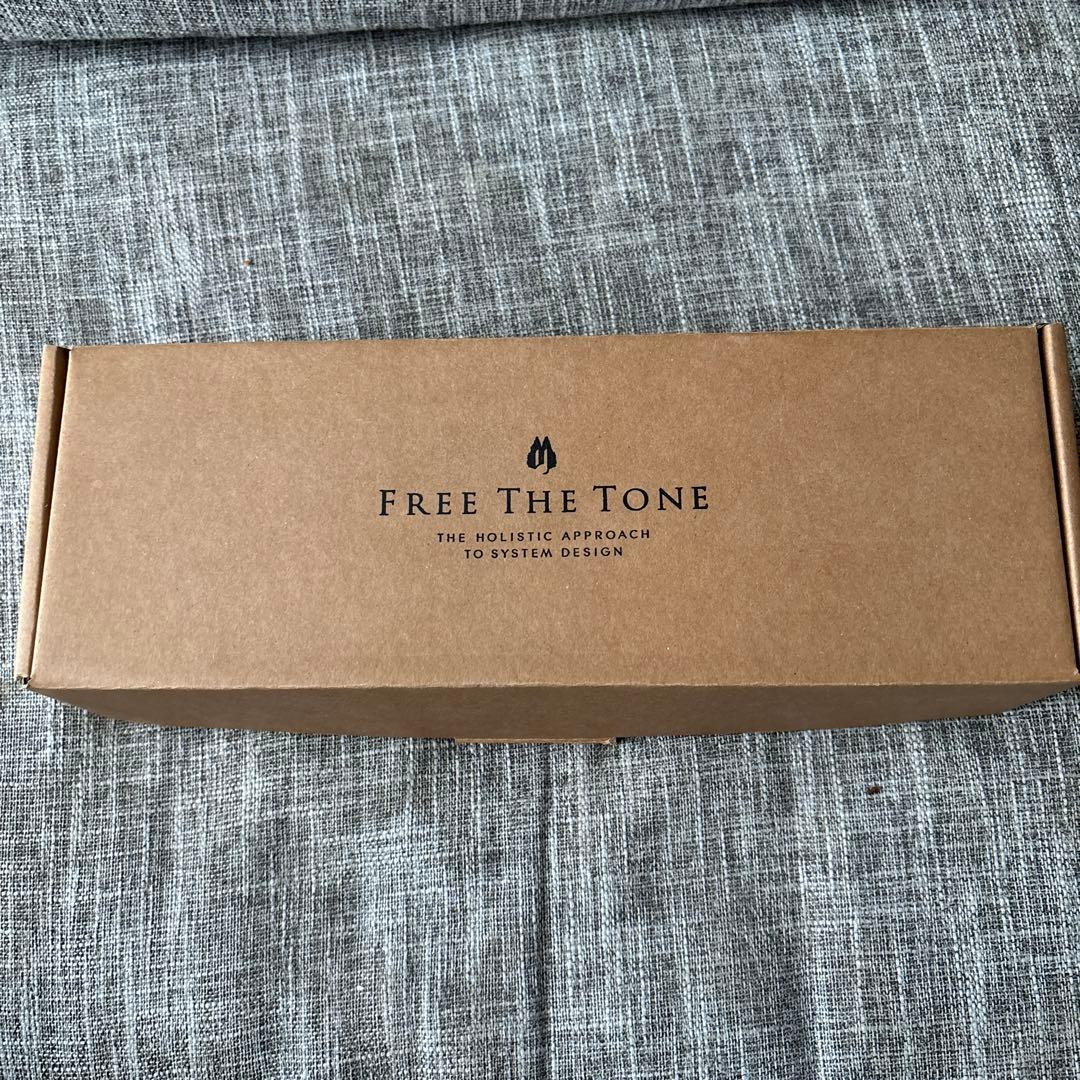 FREE THE TONE
THE HOLISTIC APPROACH
TO SYSTEM DESIGN